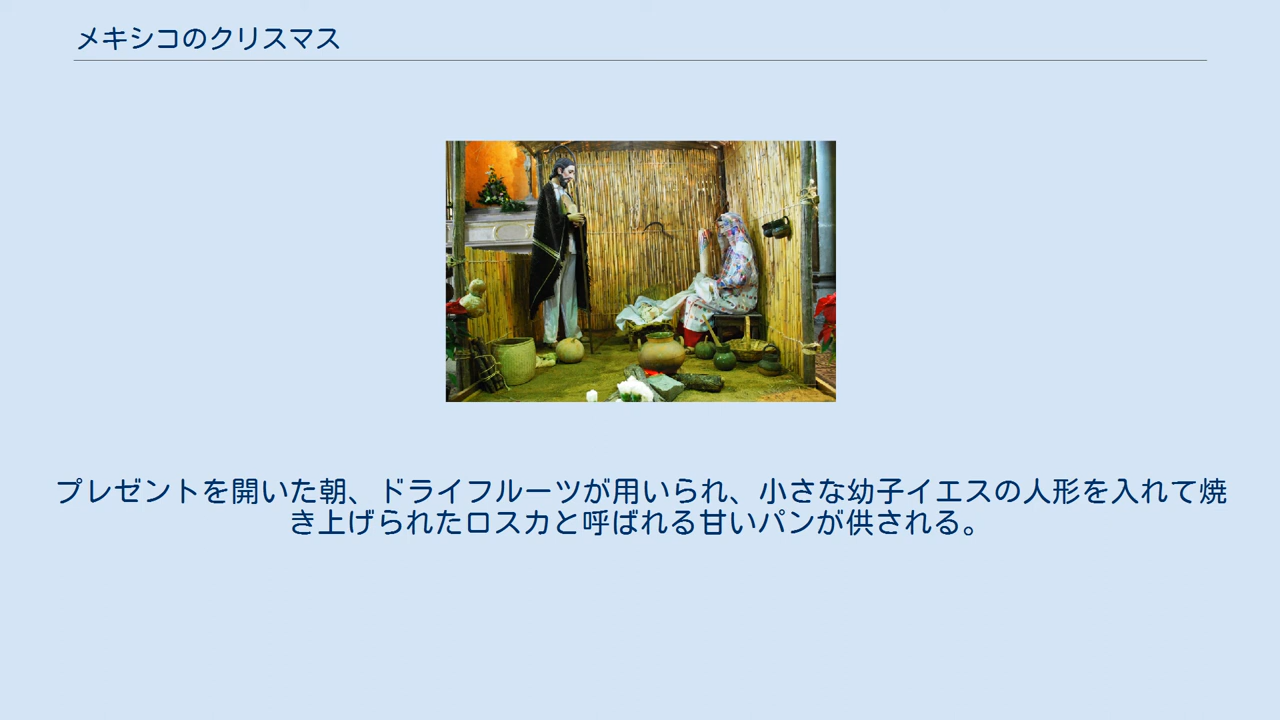 メキシコのクリスマス
プレゼントを開いた朝、ドライフルーツが用いられ、小さな幼子イエスの人形を入れて焼
き上げられたロスカと呼ばれる甘いパンが供される。